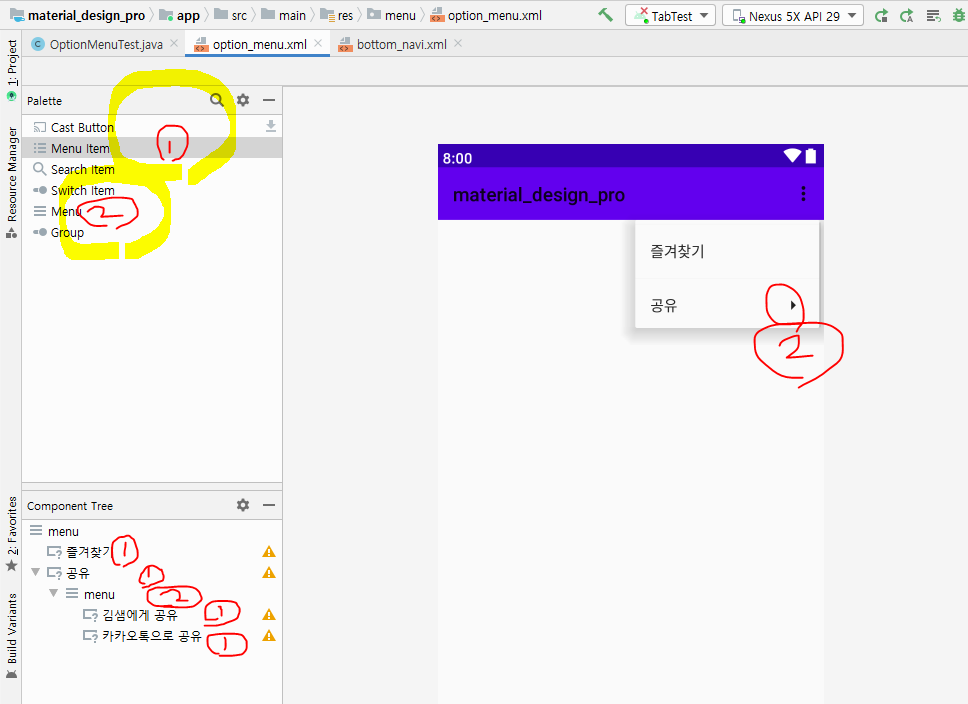 material_design_pro app src main res menu option_menu.xml TabTest Nexus 5X API 29
OptionMenuTest.java option_menu.xml bottom_navi.xml
1: Project
Resource Manager
2: Favorites
Build Variants
Palette
Cast Button
Menu Item 1
Search Item
Switch Item
Menu 2
Group
8:00
material_design_pro
즐겨찾기
공유
2
Component Tree
menu
즐겨찾기 1
공유 1
menu 2
김샘에게 공유 1
카카오톡으로 공유 1